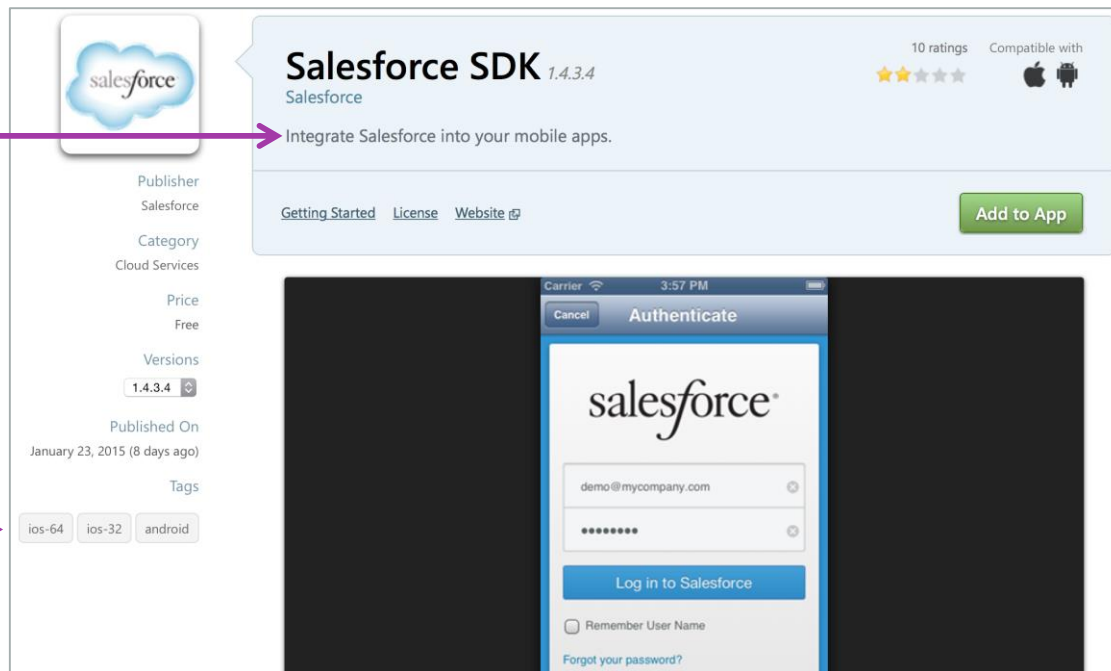 salesforce
Salesforce SDK 1.4.3.4
Salesforce
Integrate Salesforce into your mobile apps.
10 ratings
Compatible with
Getting Started License Website
Add to App
Publisher
Salesforce
Category
Cloud Services
Price
Free
Versions
1.4.3.4
Published On
January 23, 2015 (8 days ago)
Tags
ios-64 ios-32 android
Carrier 3:57 PM
Cancel Authenticate
salesforce
demo@mycompany.com
Log in to Salesforce
Remember User Name
Forgot your password?